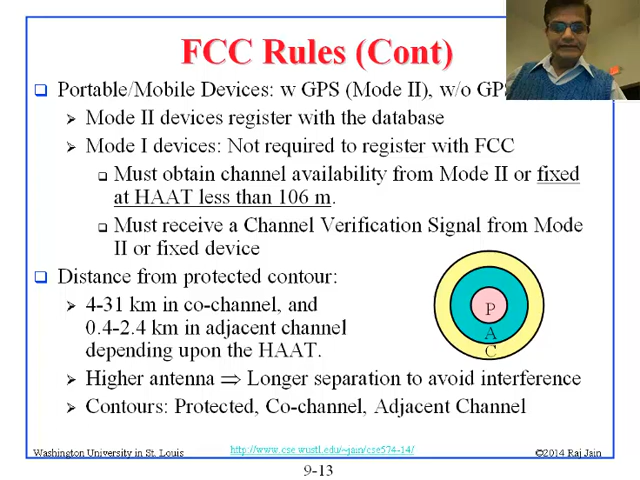 FCC Rules (Cont)
Portable/Mobile Devices: w GPS (Mode II), w/o GPS
Mode II devices register with the database
Mode I devices: Not required to register with FCC
Must obtain channel availability from Mode II or fixed
at HAAT less than 106 m.
Must receive a Channel Verification Signal from Mode
II or fixed device
Distance from protected contour:
4-31 km in co-channel, and
0.4-2.4 km in adjacent channel
depending upon the HAAT.
P
A
C
Higher antenna ⇒ Longer separation to avoid interference
Contours: Protected, Co-channel, Adjacent Channel
Washington University in St. Louis
http://www.cse.wustl.edu/~jain/cse574-14/
©2014 Raj Jain
9-13